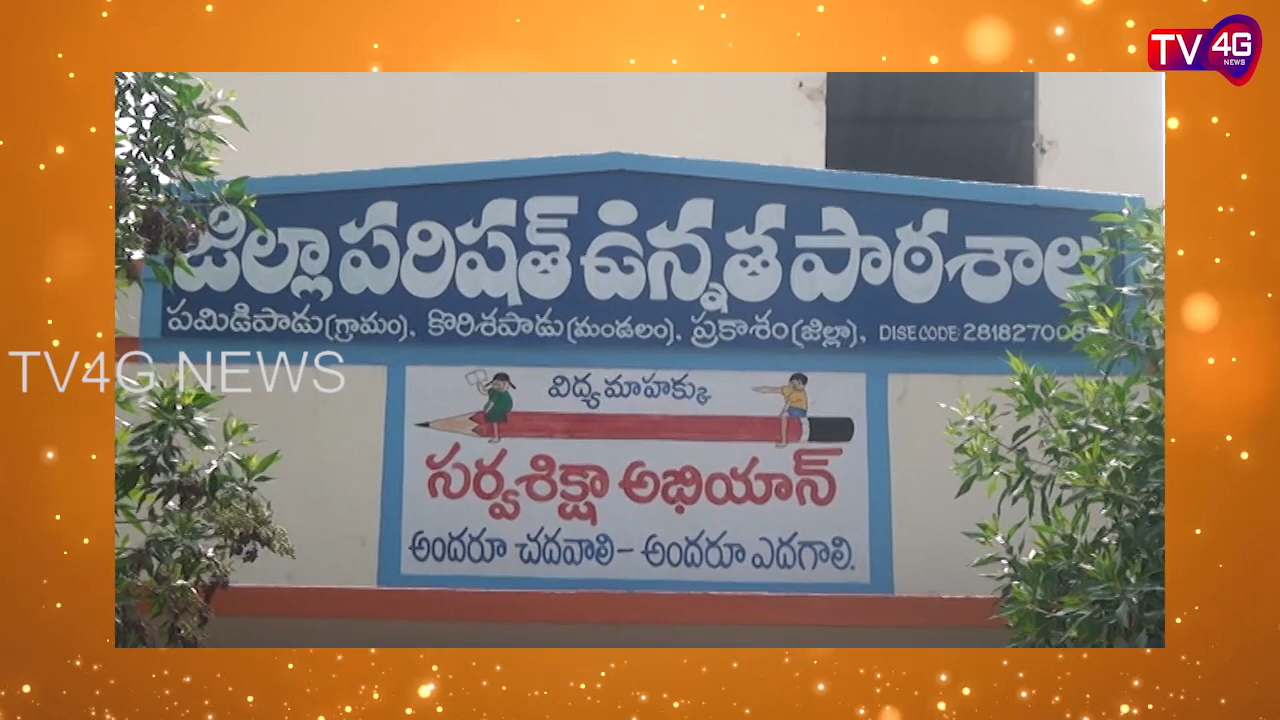 TV 4G
NEWS
జిల్లా పరిషత్ ఉన్నత పాఠశాల
పమిడిపాడు(గ్రామం), కొరిశపాడు(మండలం), ప్రకాశం(జిల్లా), DISE CODE:
TV4G NEWS
విద్య మాహక్కు
సర్వశిక్షా అభియాన్
అందరూ చదవాలి - అందరూ ఎదగాలి.